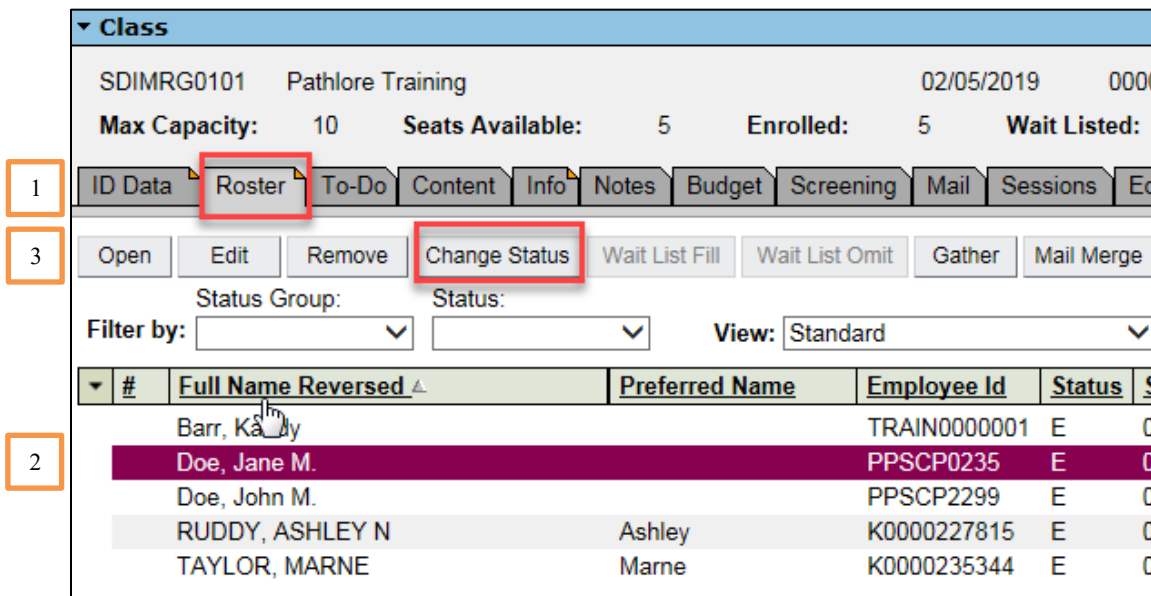 Class
SDIMRG0101 Pathlore Training 02/05/2019 000
Max Capacity: 10 Seats Available: 5 Enrolled: 5 Wait Listed:
1 ID Data Roster To-Do Content Info Notes Budget Screening Mail Sessions
3 Open Edit Remove Change Status Wait List Fill Wait List Omit Gather Mail Merge
Status Group: Status:
Filter by: View: Standard
# Full Name Reversed Preferred Name Employee Id Status
Barr, TRAIN0000001 E
2 Doe, Jane M. PPSCP0235 E
Doe, John M. PPSCP2299 E
RUDDY, ASHLEY N Ashley K0000227815 E
TAYLOR, MARNE Marne K0000235344 E